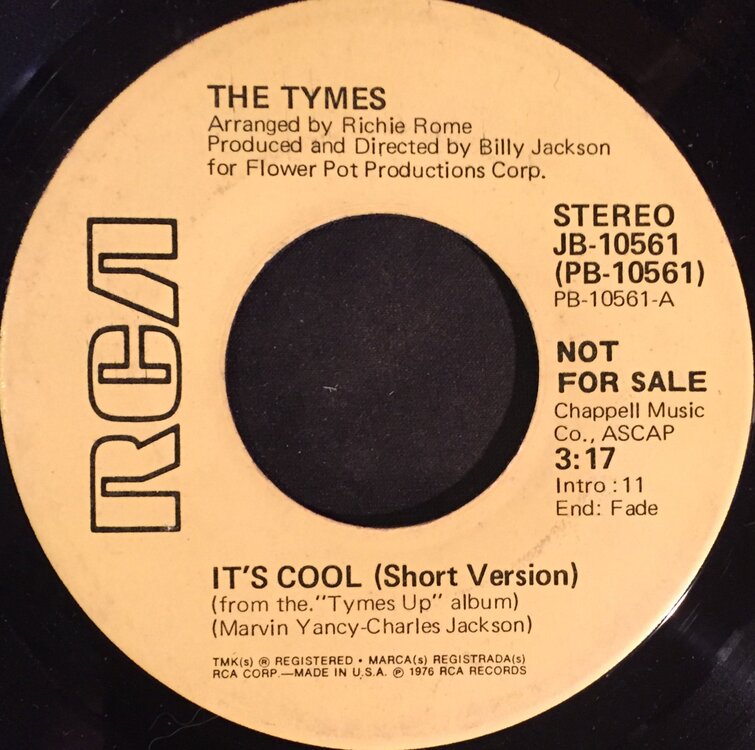 THE TYMES
Arranged by Richie Rome
Produced and Directed by Billy Jackson
for Flower Pot Productions Corp.
RCA
STEREO
JB-10561
(PB-10561)
PB-10561-A
NOT
FOR SALE
Chappell Music
Co., ASCAP
3:17
Intro :11
End: Fade
IT'S COOL (Short Version)
(from the."Tymes Up" album)
(Marvin Yancy-Charles Jackson)
TMK(s) ® REGISTERED • MARCA(s) REGISTRADA(s)
RCA CORP.—MADE IN U.S.A. ℗ 1976 RCA RECORDS